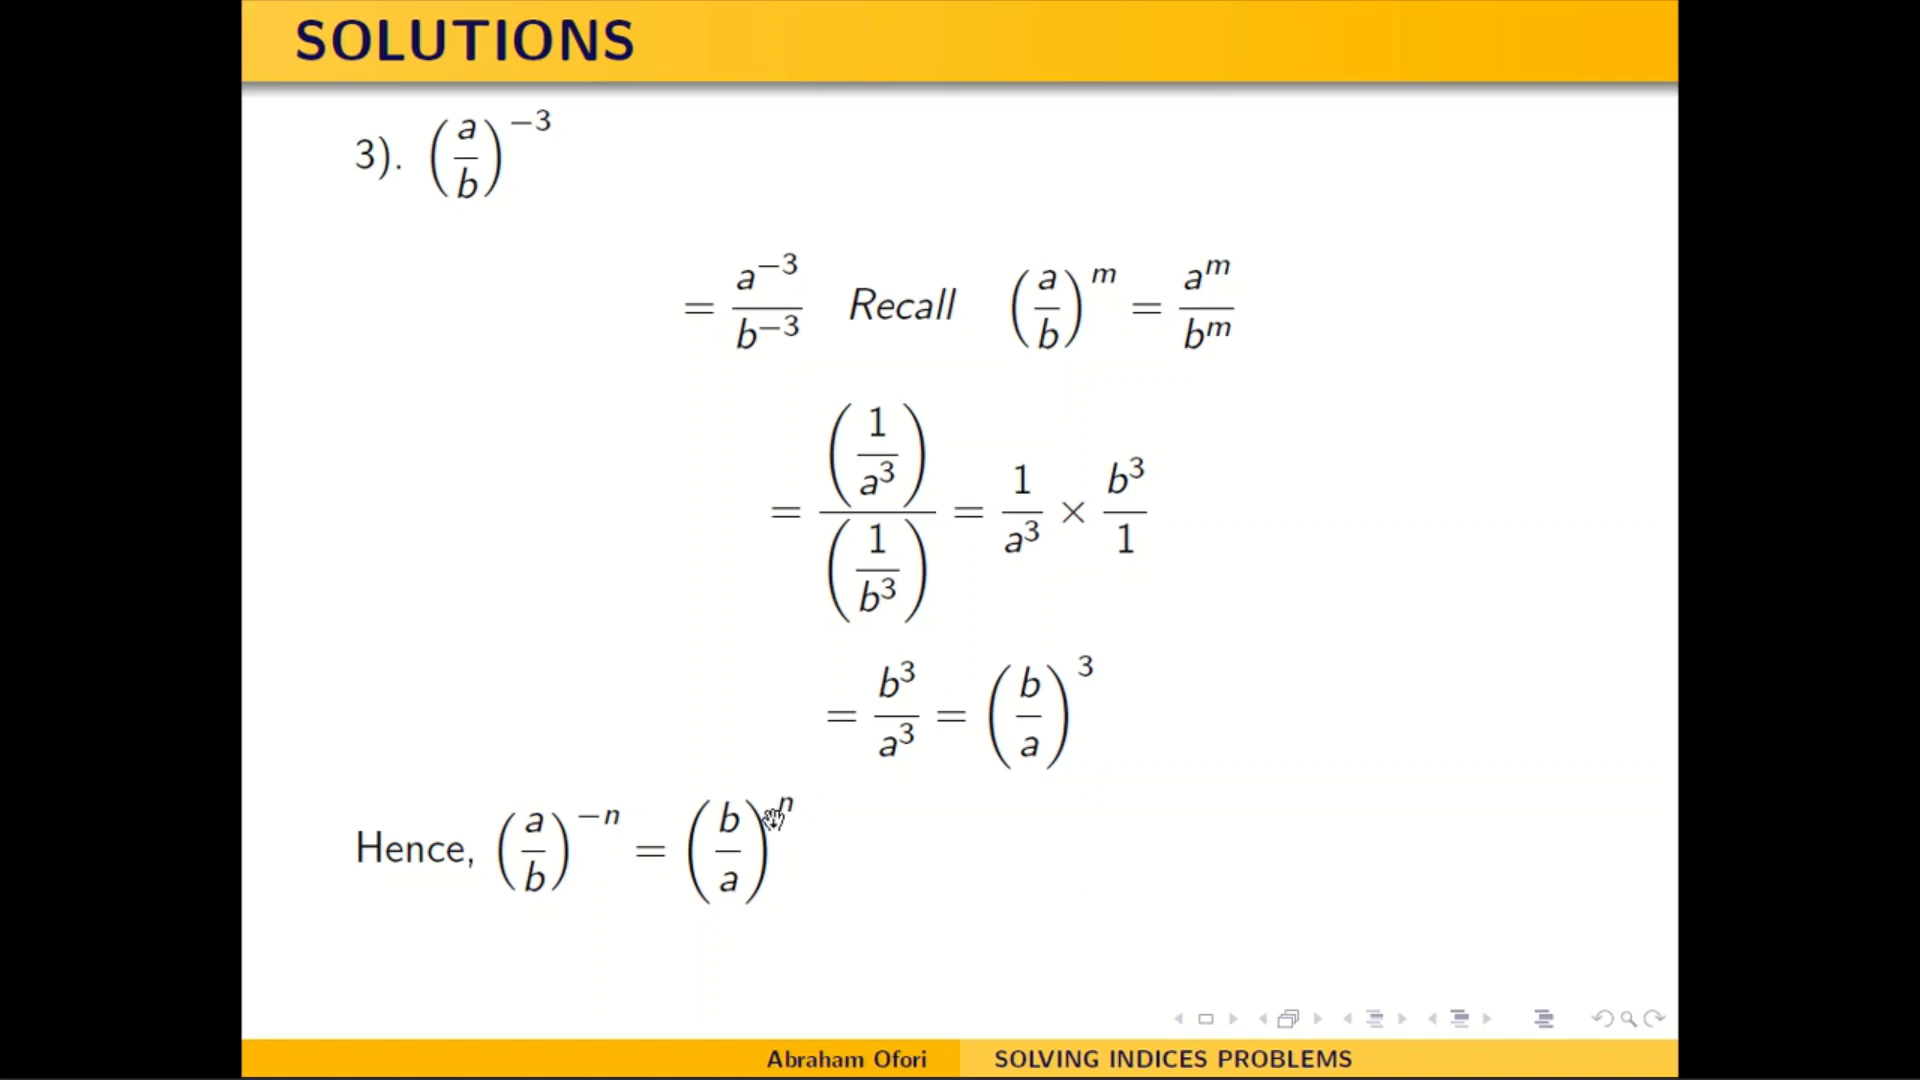 SOLUTIONS
3). (a/b)^−3
= a^−3/b^−3 Recall (a/b)^m = a^m/b^m
= (1/a^3)/(1/b^3) = 1/a^3 × b^3/1
= b^3/a^3 = (b/a)^3
Hence, (a/b)^−n = (b/a)^n
Abraham Ofori SOLVING INDICES PROBLEMS